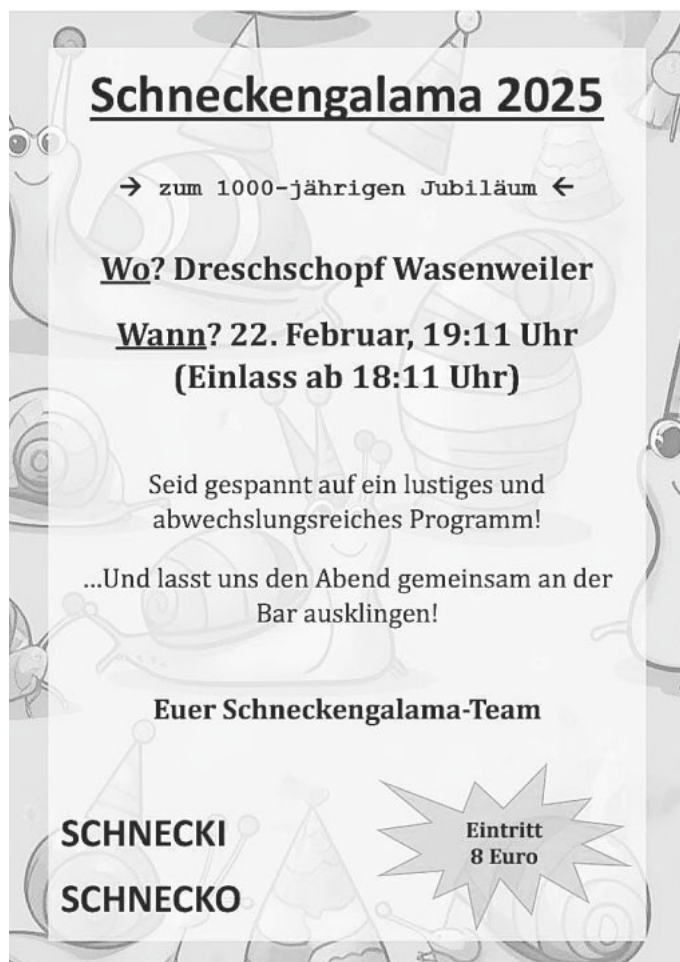 Schneckengalama 2025
→ zum 1000-jährigen Jubiläum ←
Wo? Dreschschopf Wasenweiler
Wann? 22. Februar, 19:11 Uhr
(Einlass ab 18:11 Uhr)
Seid gespannt auf ein lustiges und
abwechslungsreiches Programm!
...Und lasst uns den Abend gemeinsam an der
Bar ausklingen!
Euer Schneckengalama-Team
SCHNECKI
SCHNECKO
Eintritt
8 Euro